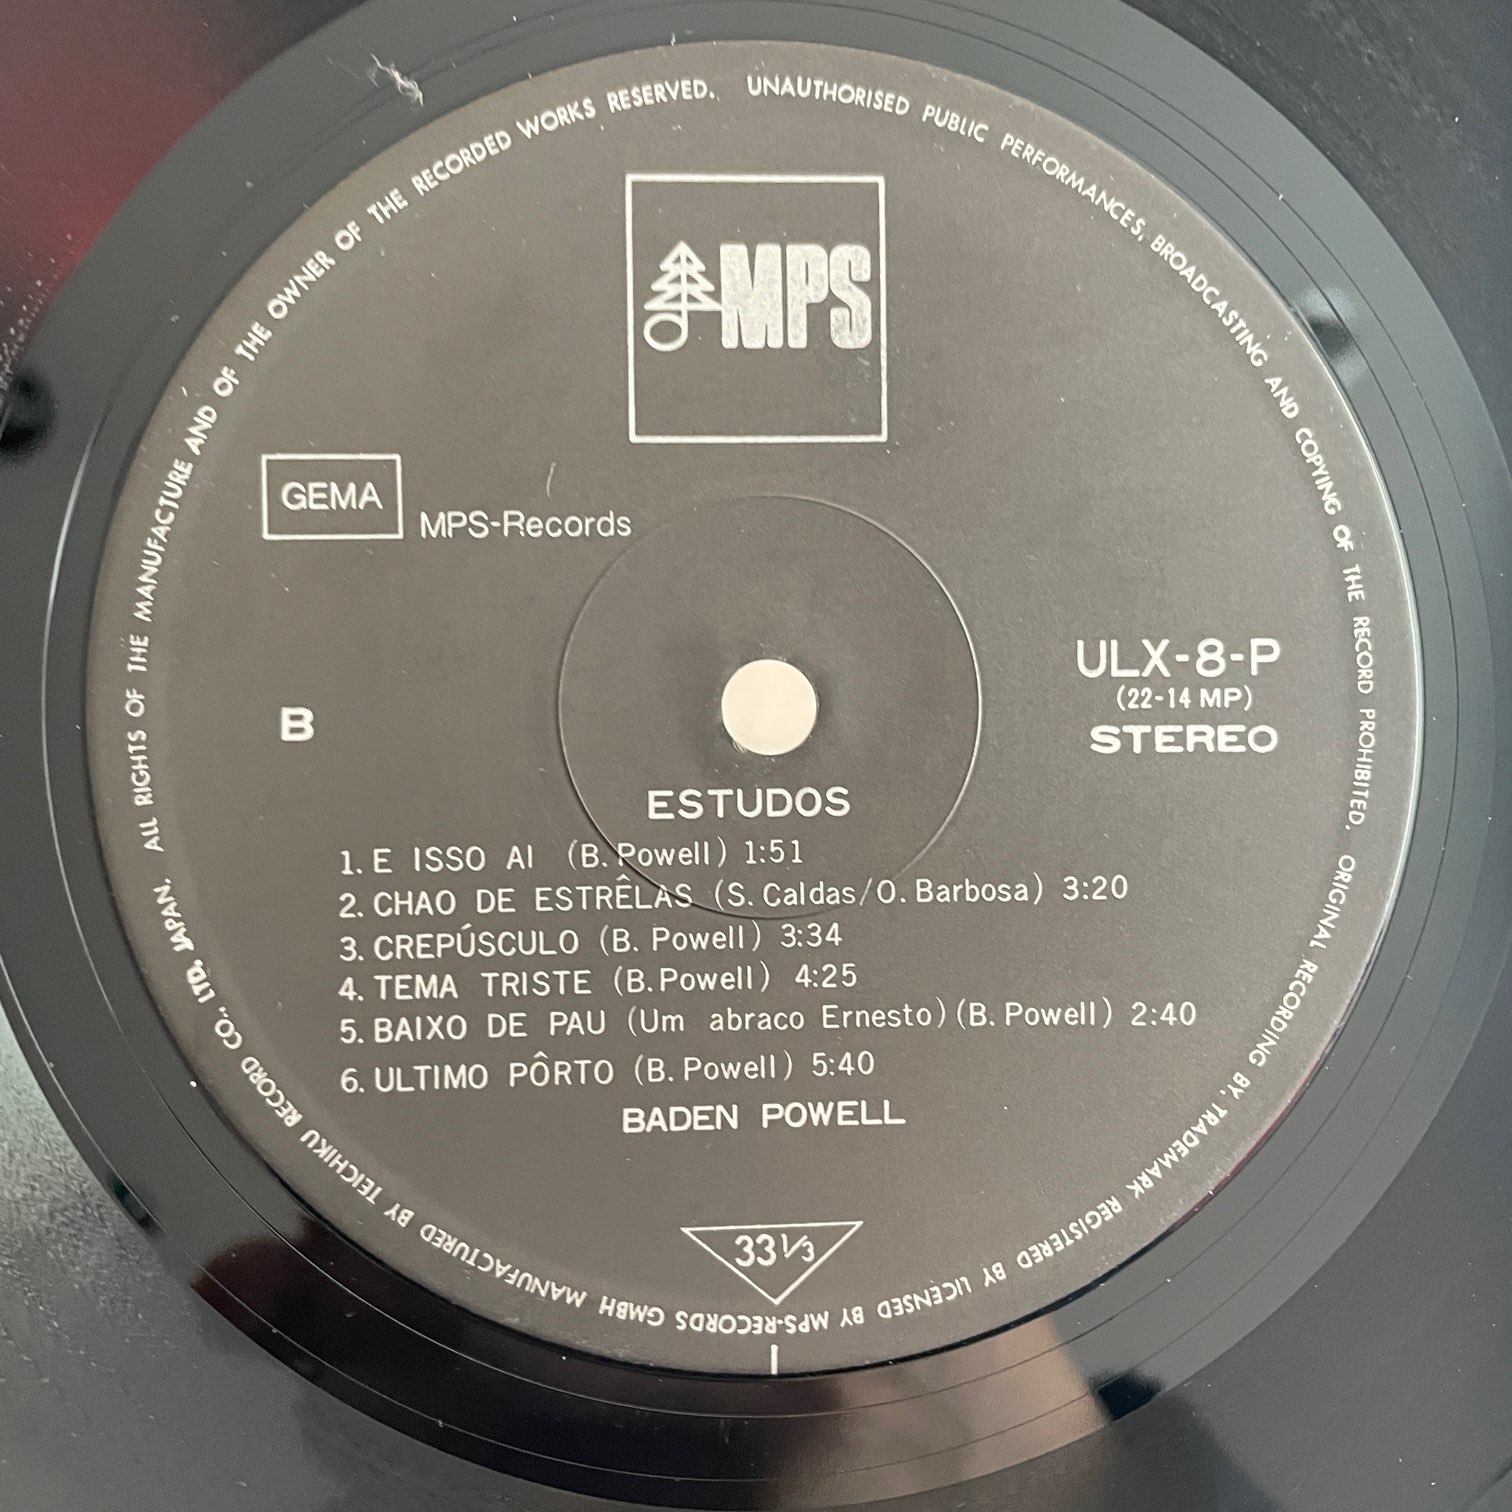 ALL RIGHTS OF THE MANUFACTURE AND OF THE OWNER OF THE RECORDED WORKS RESERVED. UNAUTHORISED PUBLIC PERFORMANCES, BROADCASTING AND COPYING OF THE RECORD PROHIBITED. ORIGINAL RECORDING BY, TRADEMARK REGISTERED BY LICENSED BY MPS-RECORDS GMBH MANUFACTURED BY TEICHIKU RECORD CO., LTD, JAPAN.
MPS
GEMA
MPS-Records
ULX-8-P
(22-14 MP)
B
STEREO
ESTUDOS
1. E ISSO AI (B. Powell) 1:51
2. CHAO DE ESTRÊLAS (S. Caldas/O. Barbosa) 3:20
3. CREPÚSCULO (B. Powell) 3:34
4. TEMA TRISTE (B. Powell) 4:25
5. BAIXO DE PAU (Um abraco Ernesto) (B. Powell) 2:40
6. ULTIMO PÔRTO (B. Powell) 5:40
BADEN POWELL
33 1/3